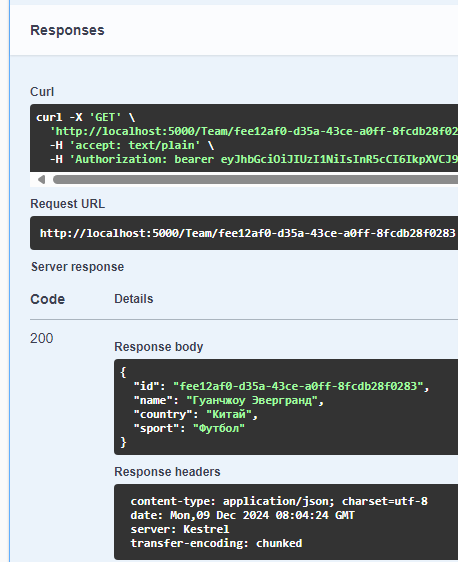 Responses
Curl
curl -X 'GET' \
'http://localhost:5000/Team/fee12af0-d35a-43ce-a0ff-8fcdb28f02
-H 'accept: text/plain' \
-H 'Authorization: bearer eyJhbGciOiJIUzI1NiIsInR5cCI6IkpXVCJ9
Request URL
http://localhost:5000/Team/fee12af0-d35a-43ce-a0ff-8fcdb28f0283
Server response
Code Details
200
Response body
{
"id": "fee12af0-d35a-43ce-a0ff-8fcdb28f0283",
"name": "Гуанчжоу Эвергранд",
"country": "Китай",
"sport": "Футбол"
}
Response headers
content-type: application/json; charset=utf-8
date: Mon,09 Dec 2024 08:04:24 GMT
server: Kestrel
transfer-encoding: chunked